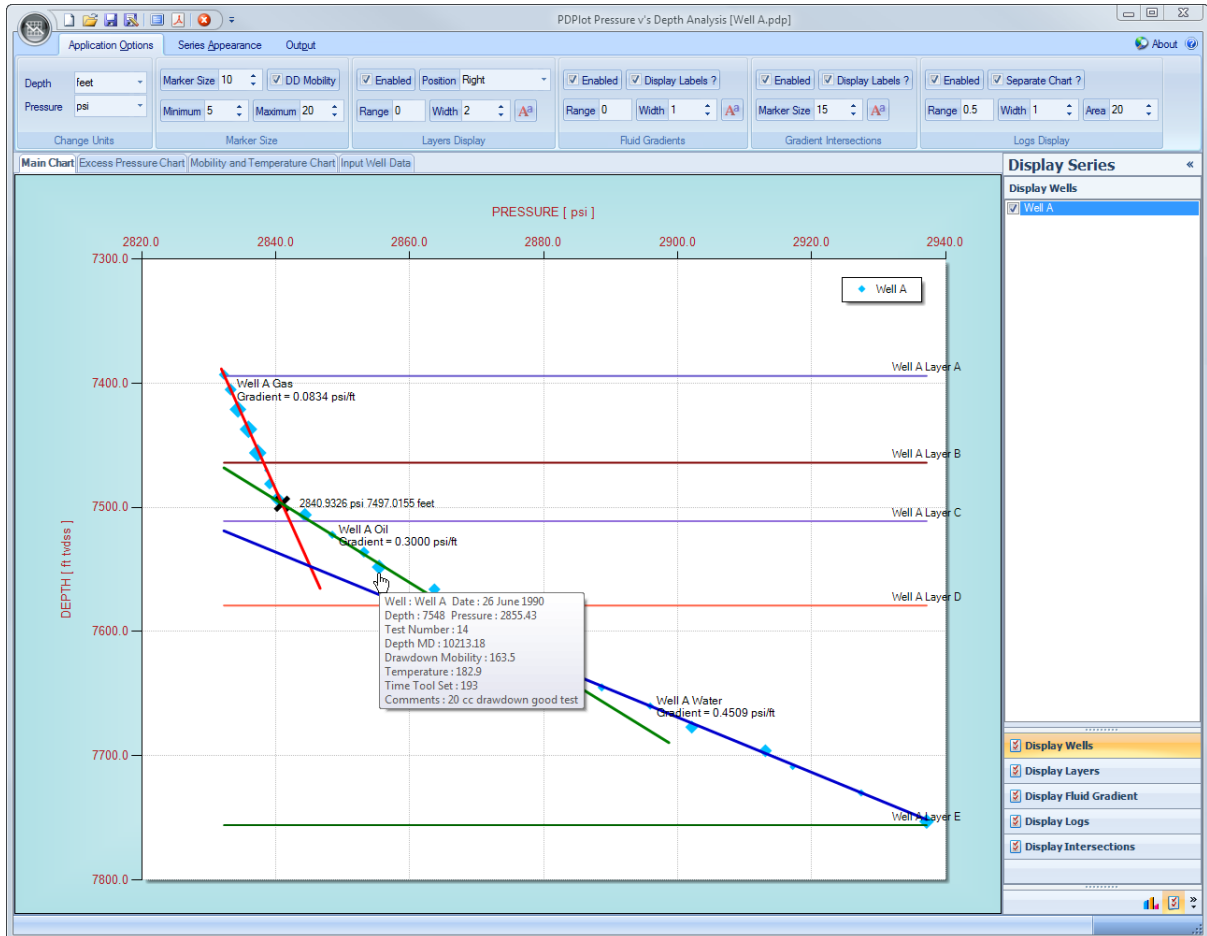 PDPlot Pressure v's Depth Analysis [Well A.pdp]
Application Options Series Appearance Output About
Depth feet
Pressure psi
Change Units
Marker Size 10 DD Mobility
Minimum 5 Maximum 20
Marker Size
Enabled Position Right
Range 0 Width 2 Aa
Layers Display
Enabled Display Labels ?
Range 0 Width 1 Aa
Fluid Gradients
Enabled Display Labels ?
Marker Size 15 Aa
Gradient Intersections
Enabled Separate Chart ?
Range 0.5 Width 1 Area 20
Logs Display
Main Chart Excess Pressure Chart Mobility and Temperature Chart Input Well Data
PRESSURE [ psi ]
2820.0 2840.0 2860.0 2880.0 2900.0 2920.0 2940.0
7300.0
Well A
Well A Layer A
7400.0
Well A Gas
Gradient = 0.0834 psi/ft
Well A Layer B
2840.9326 psi 7497.0155 feet
7500.0
Well A Layer C
Well A Oil
Gradient = 0.3000 psi/ft
DEPTH [ ft tvdss ]
Well A Layer D
Well : Well A Date : 26 June 1990
Depth : 7548 Pressure : 2855.43
Test Number : 14
Depth MD : 10213.18
Drawdown Mobility : 163.5
Temperature : 182.9
Time Tool Set : 193
Comments : 20 cc drawdown good test
7600.0
Well A Water
Gradient = 0.4509 psi/ft
7700.0
Well A Layer E
7800.0
Display Series «
Display Wells
Well A
Display Wells
Display Layers
Display Fluid Gradient
Display Logs
Display Intersections
»